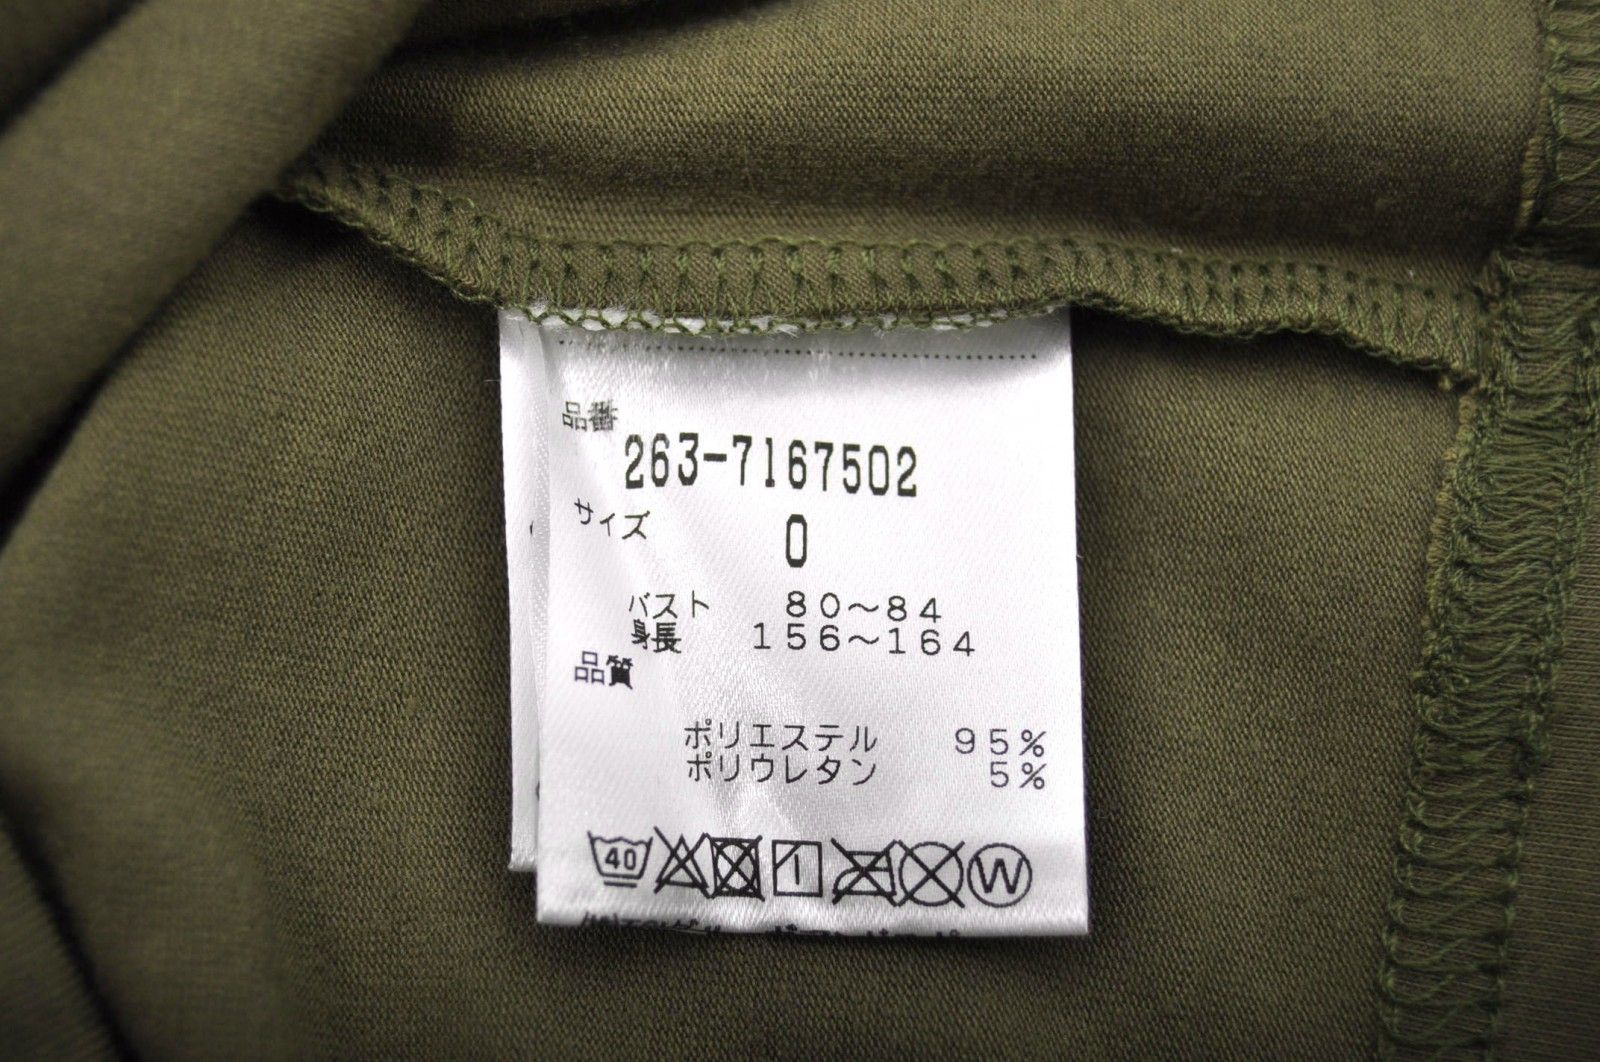 品番
263-7167502
サイズ 0
バスト 80～84
身長 156～164
品質
ポリエステル 95%
ポリウレタン 5%
40 W